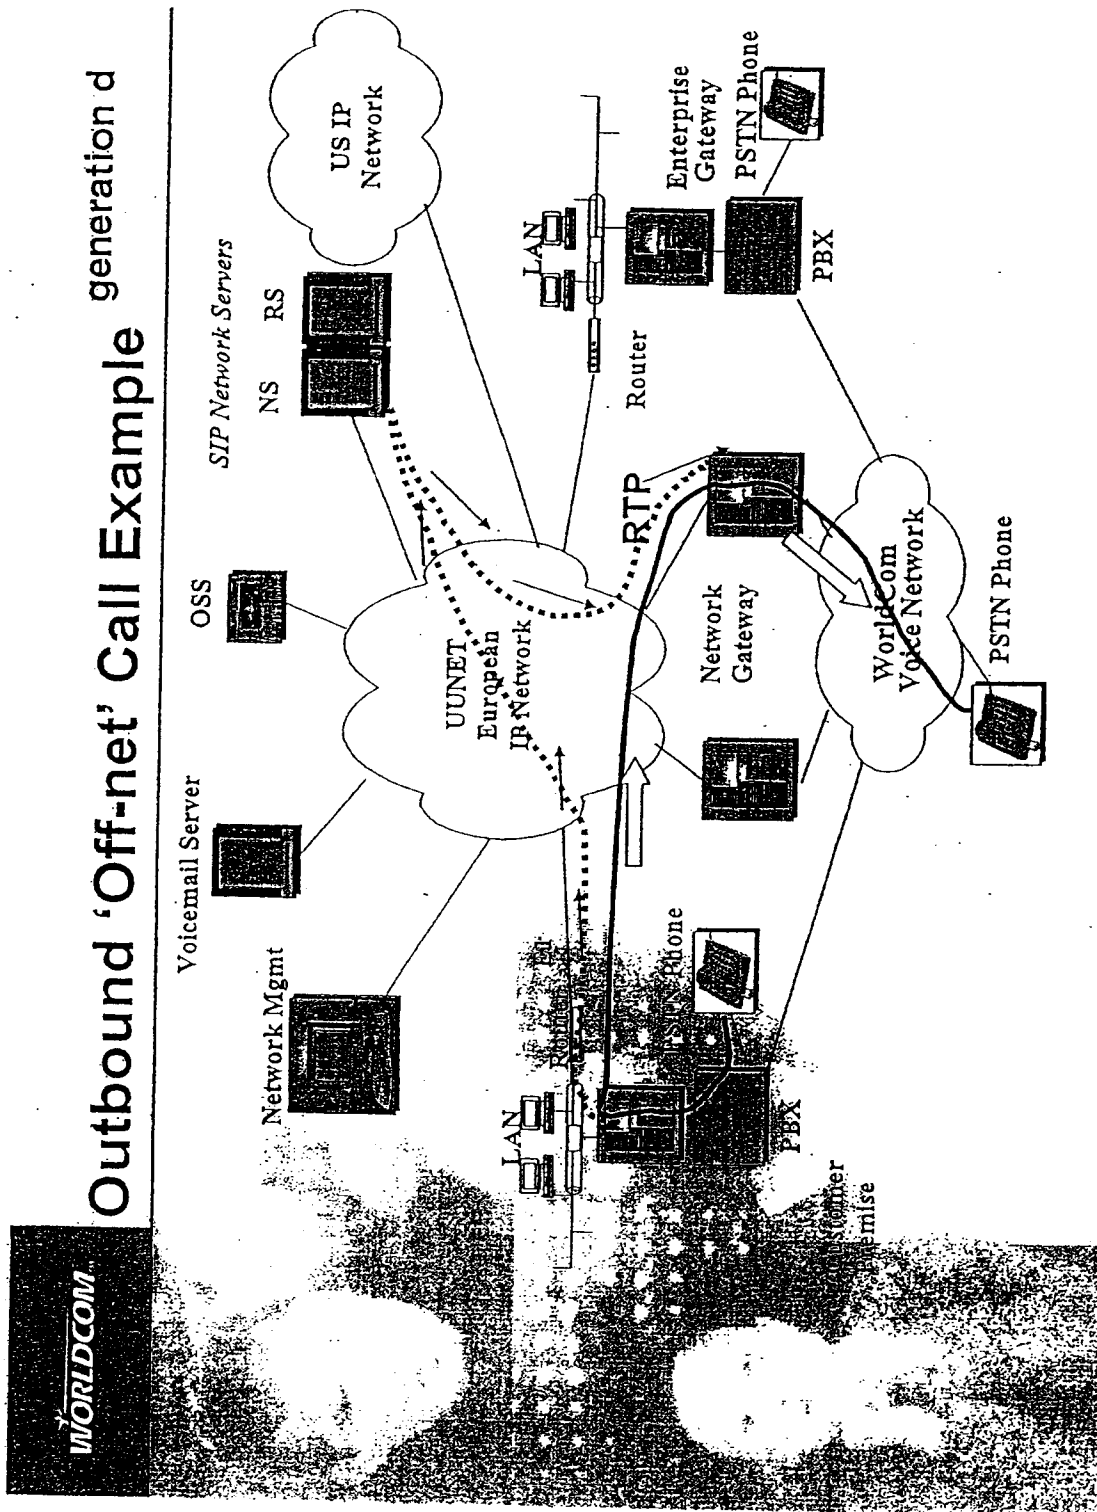 WORLDCOM
Outbound ‘Off-net’ Call Example
generation d
Voicemail Server
OSS
SIP Network Servers
NS RS
Network Mgmt
US IP
Network
UUNET
European
IP Network
LAN
Router
LAN
Router
RTP
Enterprise
Gateway
PSTN Phone
PBX
Phone
PBX
Network
Gateway
WorldCom
Voice Network
PSTN Phone